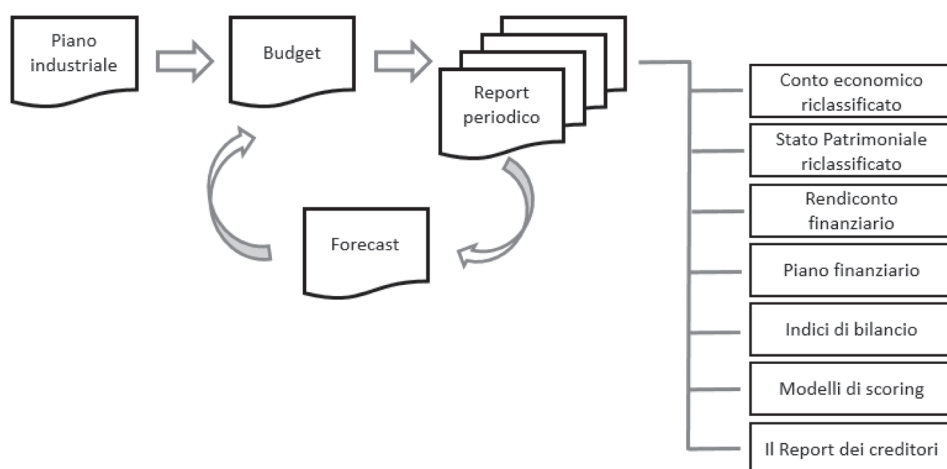 Piano
industriale
Budget
Report
periodico
Forecast
Conto economico
riclassificato
Stato Patrimoniale
riclassificato
Rendiconto
finanziario
Piano finanziario
Indici di bilancio
Modelli di scoring
Il Report dei creditori